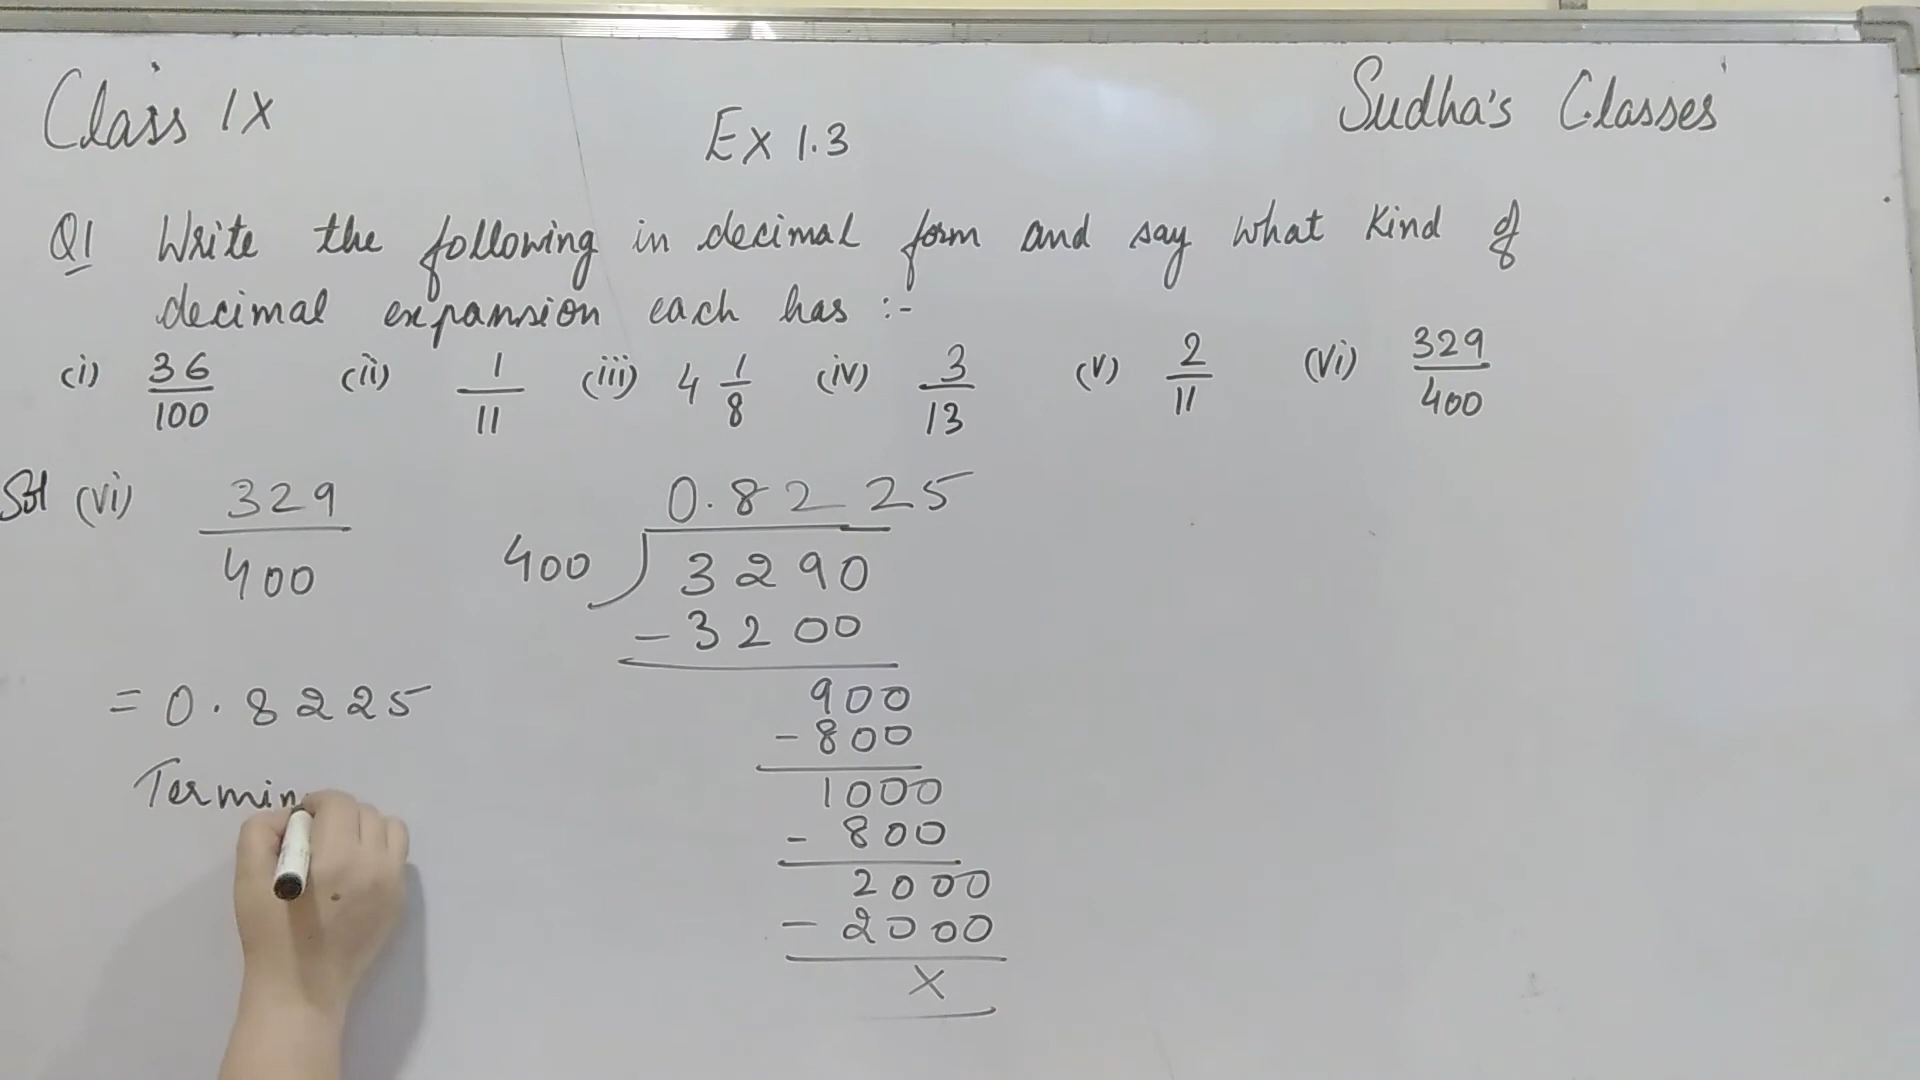 Class IX
Ex 1.3
Sudha's Classes
Q1 Write the following in decimal form and say what kind of
decimal expansion each has :-
(i) 36/100 (ii) 1/11 (iii) 4 1/8 (iv) 3/13 (v) 2/11 (vi) 329/400
Sol (vi) 329/400
= 0.8225
Termin
0.8225
400 ) 3290
- 3200
900
- 800
1000
- 800
2000
- 2000
x